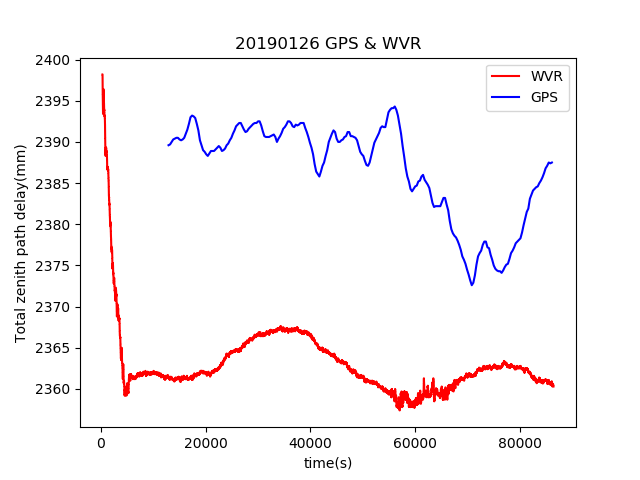 20190126 GPS & WVR
WVR
GPS
Total zenith path delay(mm)
2400
2395
2390
2385
2380
2375
2370
2365
2360
0 20000 40000 60000 80000
time(s)